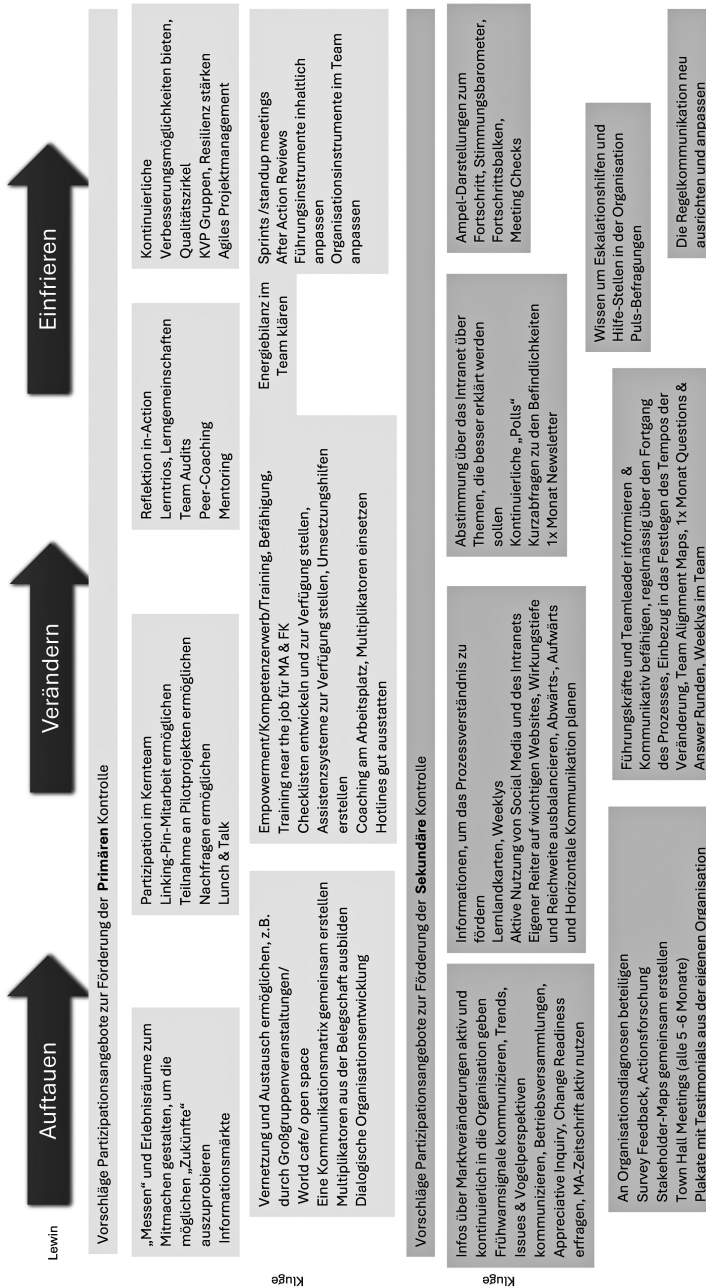 Lewin
Auftauen
Verändern
Einfrieren
Kluge
Vorschläge Partizipationsangebote zur Förderung der Primären Kontrolle
„Messen“ und Erlebnisräume zum
Mitmachen gestalten, um die
möglichen „Zukünfte“
auszuprobieren
Informationsmärkte
Partizipation im Kernteam
Linking-Pin-Mitarbeit ermöglichen
Teilnahme an Pilotprojekten ermöglichen
Nachfragen ermöglichen
Lunch & Talk
Reflektion in-Action
Lerntrios, Lerngemeinschaften
Team Audits
Peer-Coaching
Mentoring
Kontinuierliche
Verbesserungsmöglichkeiten bieten,
Qualitätszirkel
KVP Gruppen, Resilienz stärken
Agiles Projektmanagement
Vernetzung und Austausch ermöglichen, z.B.
durch Großgruppenveranstaltungen/
World cafe/ open space
Eine Kommunikationsmatrix gemeinsam erstellen
Multiplikatoren aus der Belegschaft ausbilden
Dialogische Organisationsentwicklung
Empowerment/Kompetenzerwerb/Training, Befähigung,
Training near the job für MA & FK
Checklisten entwickeln und zur Verfügung stellen,
Assistenzsysteme zur Verfügung stellen, Umsetzungshilfen
erstellen
Coaching am Arbeitsplatz, Multiplikatoren einsetzen
Hotlines gut ausstatten
Energiebilanz im
Team klären
Sprints /standup meetings
After Action Reviews
Führungsinstrumente inhaltlich
anpassen
Organisationsinstrumente im Team
anpassen
Kluge
Vorschläge Partizipationsangebote zur Förderung der Sekundäre Kontrolle
Infos über Marktveränderungen aktiv und
kontinuierlich in die Organisation geben
Frühwarnsignale kommunizieren, Trends,
Issues & Vogelperspektiven
kommunizieren, Betriebsversammlungen,
Appreciative Inquiry, Change Readiness
erfragen, MA-Zeitschrift aktiv nutzen
Informationen, um das Prozessverständnis zu
fördern
Lernlandkarten, Weeklys
Aktive Nutzung von Social Media und des Intranets
Eigener Reiter auf wichtigen Websites, Wirkungstiefe
und Reichweite ausbalancieren, Abwärts-, Aufwärts
und Horizontale Kommunikation planen
Abstimmung über das Intranet über
Themen, die besser erklärt werden
sollen
Kontinuierliche „Polls“
Kurzabfragen zu den Befindlichkeiten
1x Monat Newsletter
Ampel-Darstellungen zum
Fortschritt, Stimmungsbarometer,
Fortschrittsbalken,
Meeting Checks
An Organisationsdiagnosen beteiligen
Survey Feedback, Actionsforschung
Stakeholder-Maps gemeinsam erstellen
Town Hall Meetings (alle 5 -6 Monate)
Plakate mit Testimonials aus der eigenen Organisation
Führungskräfte und Teamleader informieren &
Kommunikativ befähigen, regelmässig über den Fortgang
des Prozesses, Einbezug in das Festlegen des Tempos der
Veränderung, Team Alignment Maps, 1x Monat Questions &
Answer Runden, Weeklys im Team
Wissen um Eskalationshilfen und
Hilfe-Stellen in der Organisation
Puls-Befragungen
Die Regelkommunikation neu
ausrichten und anpassen